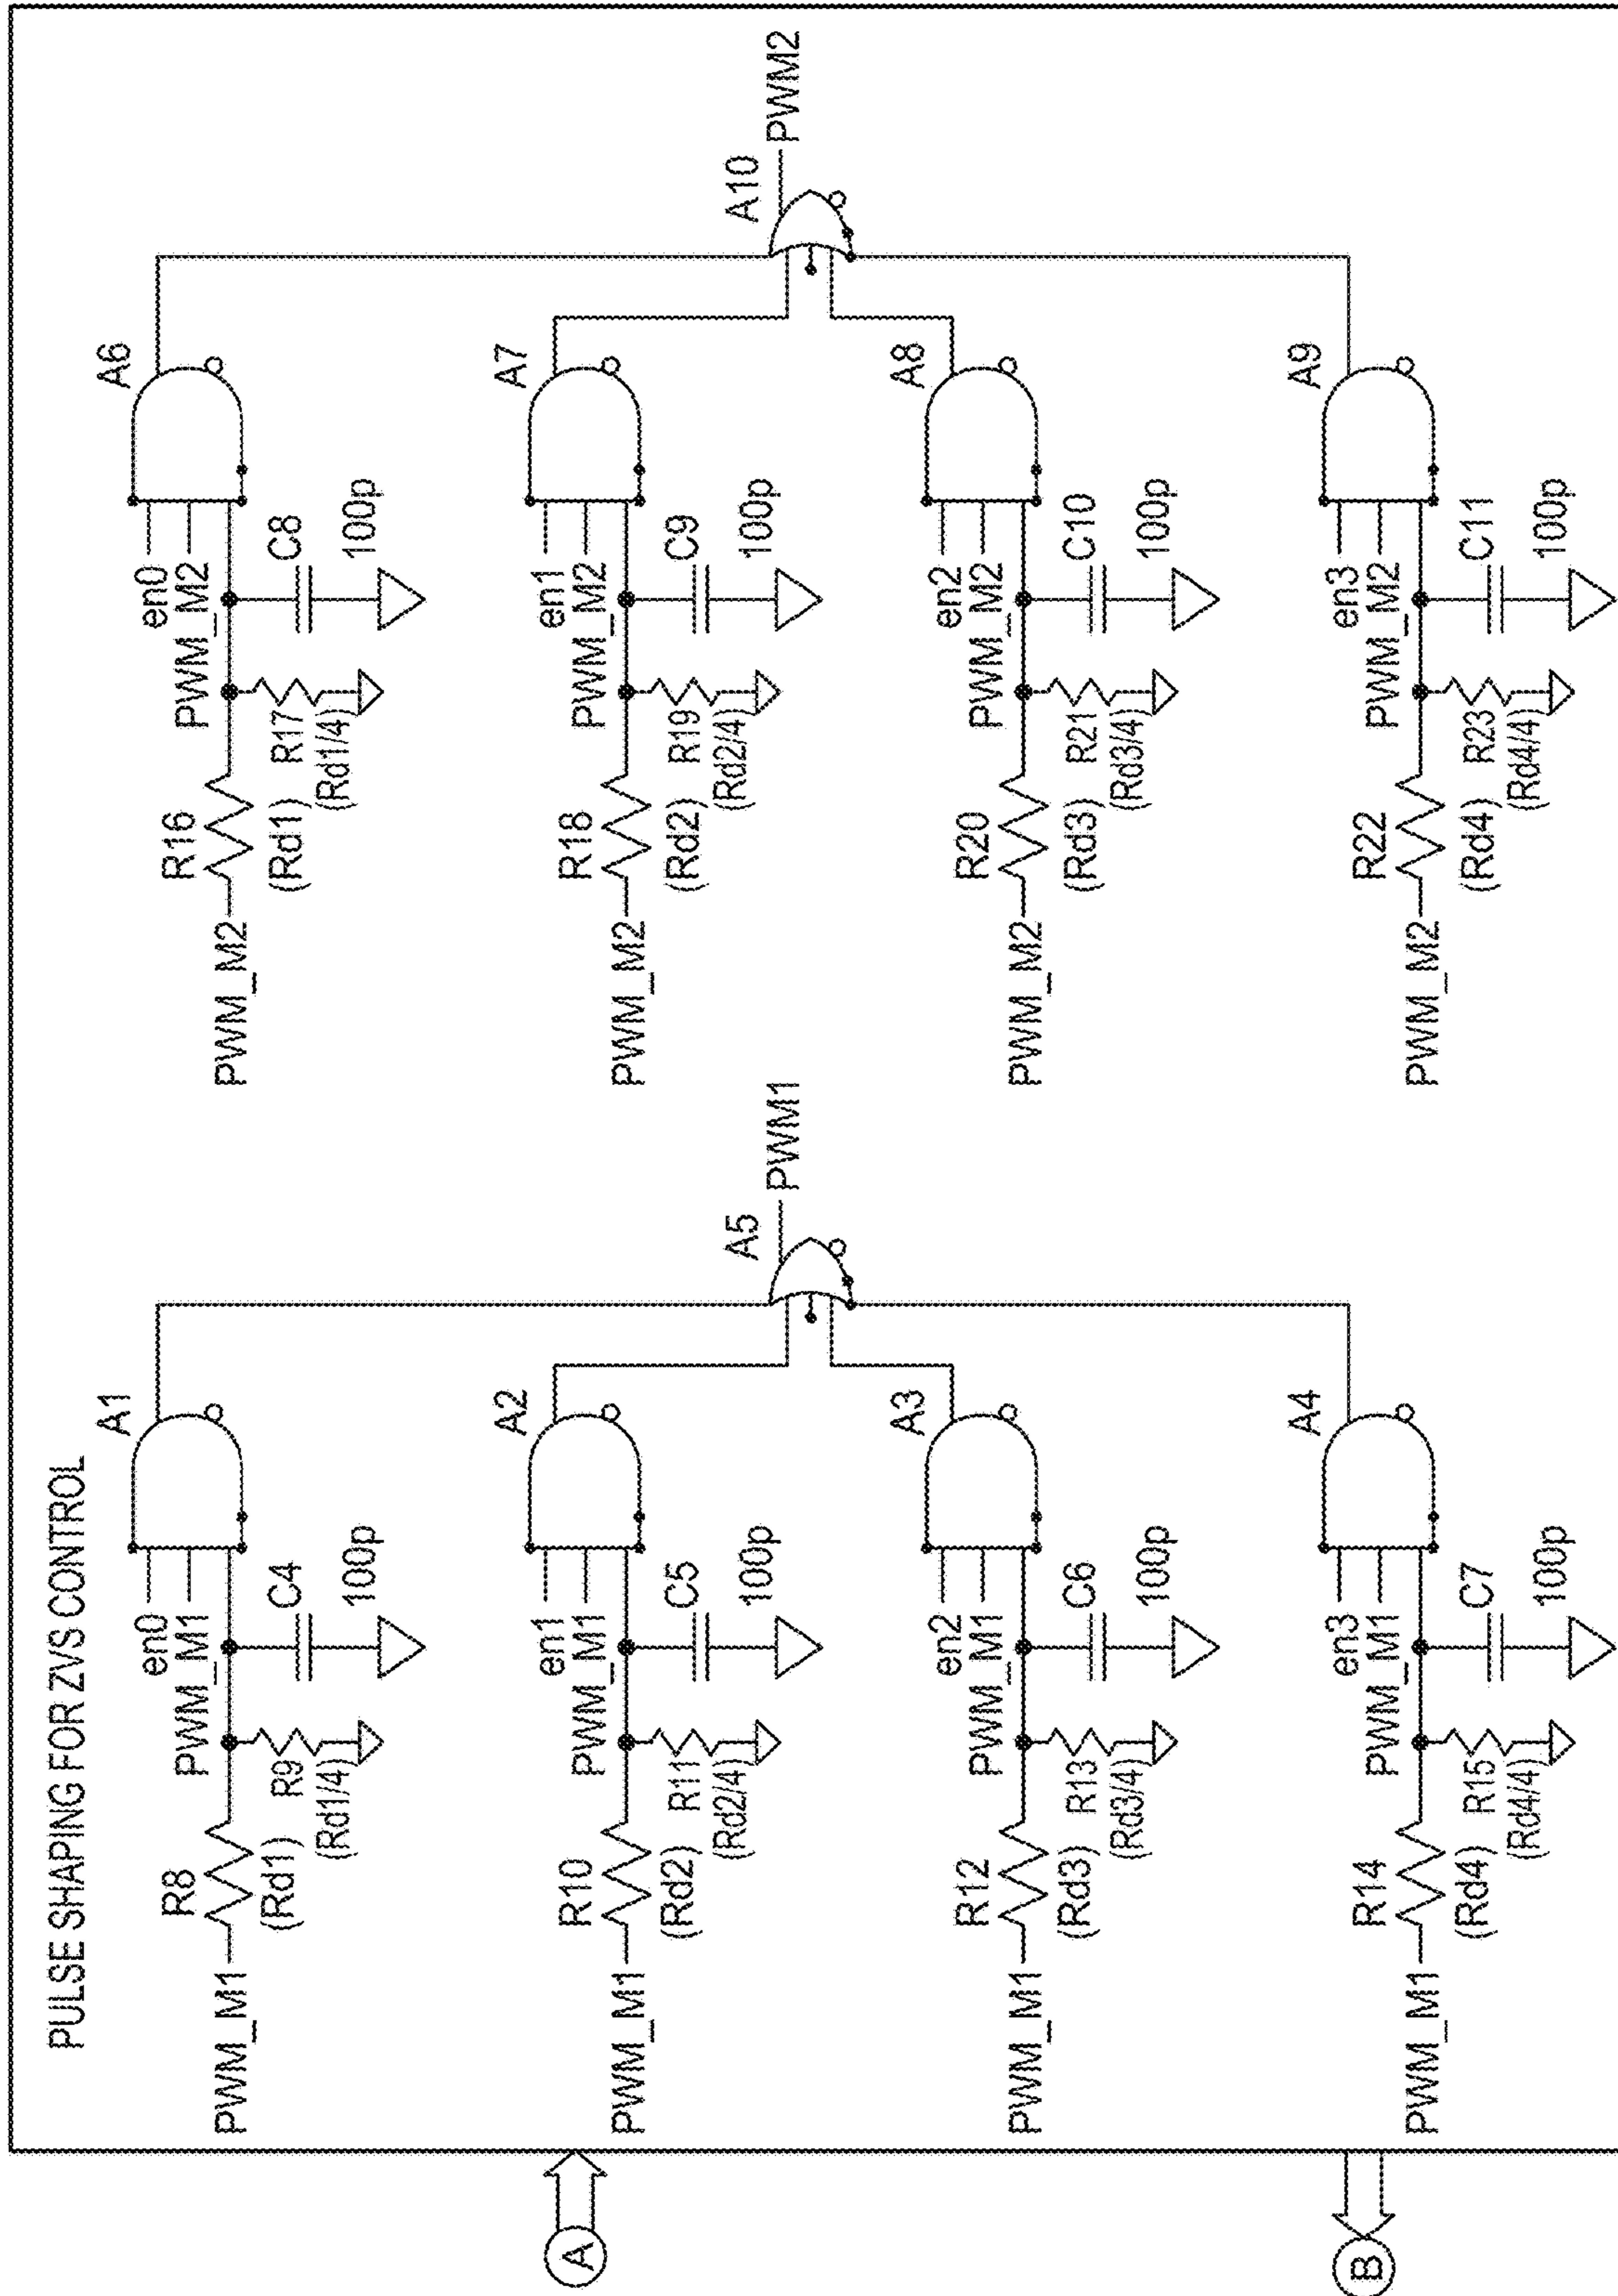 PULSE SHAPING FOR ZVS CONTROL
A
B
PWM_M1
R8
(Rd1)
R9
(Rd1/4)
en0
PWM_M1
C4
100p
A1
PWM_M1
R10
(Rd2)
R11
(Rd2/4)
en1
PWM_M1
C5
100p
A2
PWM_M1
R12
(Rd3)
R13
(Rd3/4)
en2
PWM_M1
C6
100p
A3
PWM_M1
R14
(Rd4)
R15
(Rd4/4)
en3
PWM_M1
C7
100p
A4
A5
PWM1
PWM_M2
R16
(Rd1)
R17
(Rd1/4)
en0
PWM_M2
C8
100p
A6
PWM_M2
R18
(Rd2)
R19
(Rd2/4)
en1
PWM_M2
C9
100p
A7
PWM_M2
R20
(Rd3)
R21
(Rd3/4)
en2
PWM_M2
C10
100p
A8
PWM_M2
R22
(Rd4)
R23
(Rd4/4)
en3
PWM_M2
C11
100p
A9
A10
PWM2